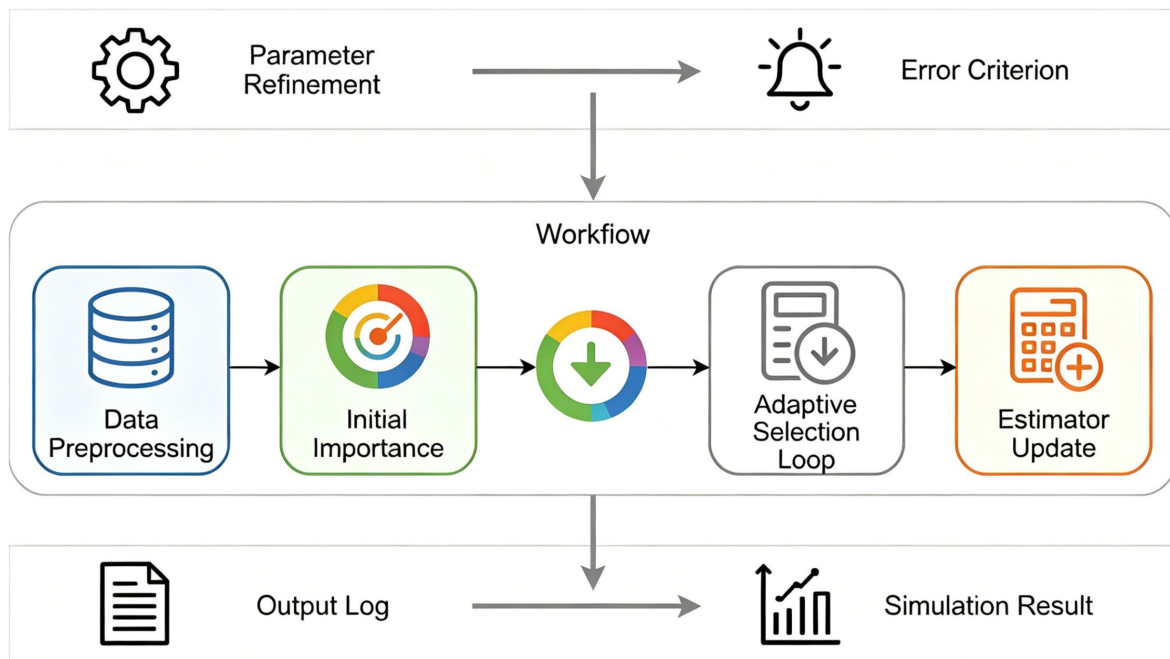 Parameter
Refinement
Error Criterion
Workflow
Data
Preprocessing
Initial
Importance
Adaptive
Selection
Loop
Estimator
Update
Output Log
Simulation Result